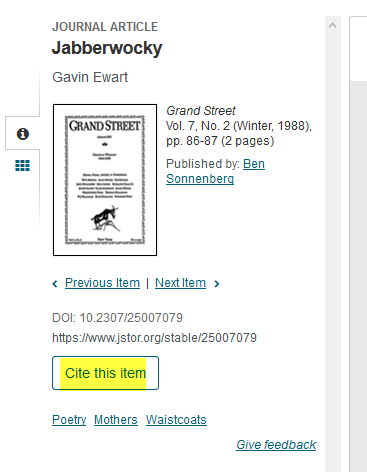 JOURNAL ARTICLE
Jabberwocky
Gavin Ewart
GRAND STREET
Grand Street
Vol. 7, No. 2 (Winter, 1988),
pp. 86-87 (2 pages)
Published by: Ben
Sonnenberg
Previous Item | Next Item
DOI: 10.2307/25007079
https://www.jstor.org/stable/25007079
Cite this item
Poetry Mothers Waistcoats
Give feedback